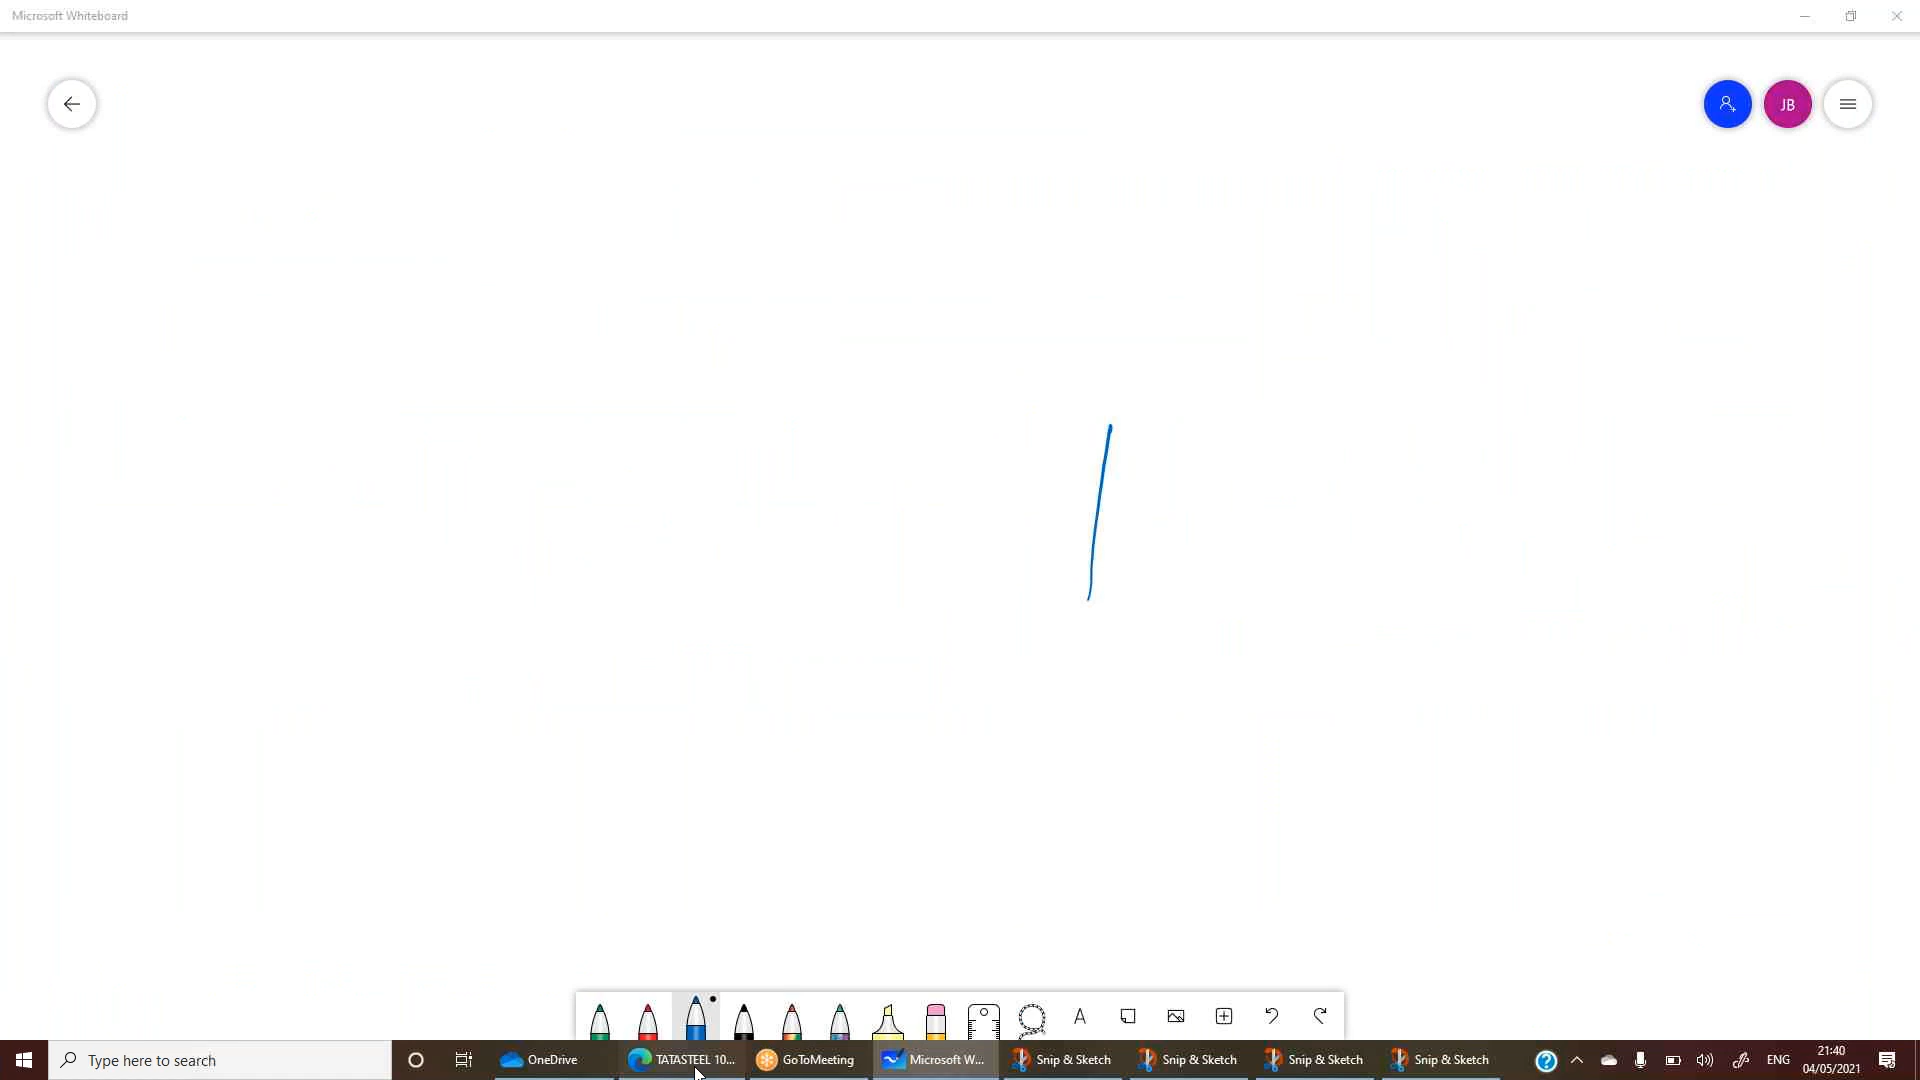 Microsoft Whiteboard
JB
A
Type here to search
OneDrive
TATASTEEL 10...
GoToMeeting
Microsoft W...
Snip & Sketch
Snip & Sketch
Snip & Sketch
Snip & Sketch
ENG
21:40
04/05/2021